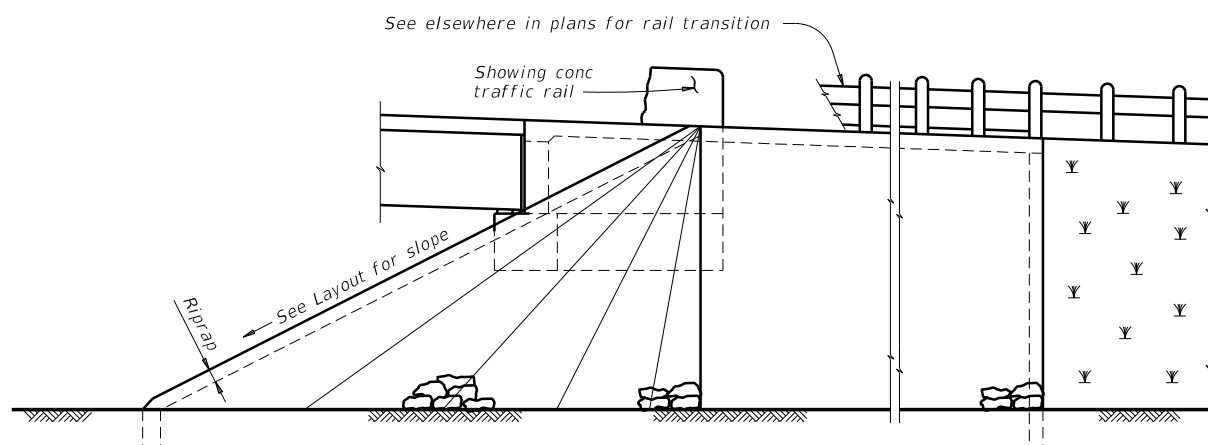 See elsewhere in plans for rail transition
Showing conc
traffic rail
See Layout for slope
Riprap